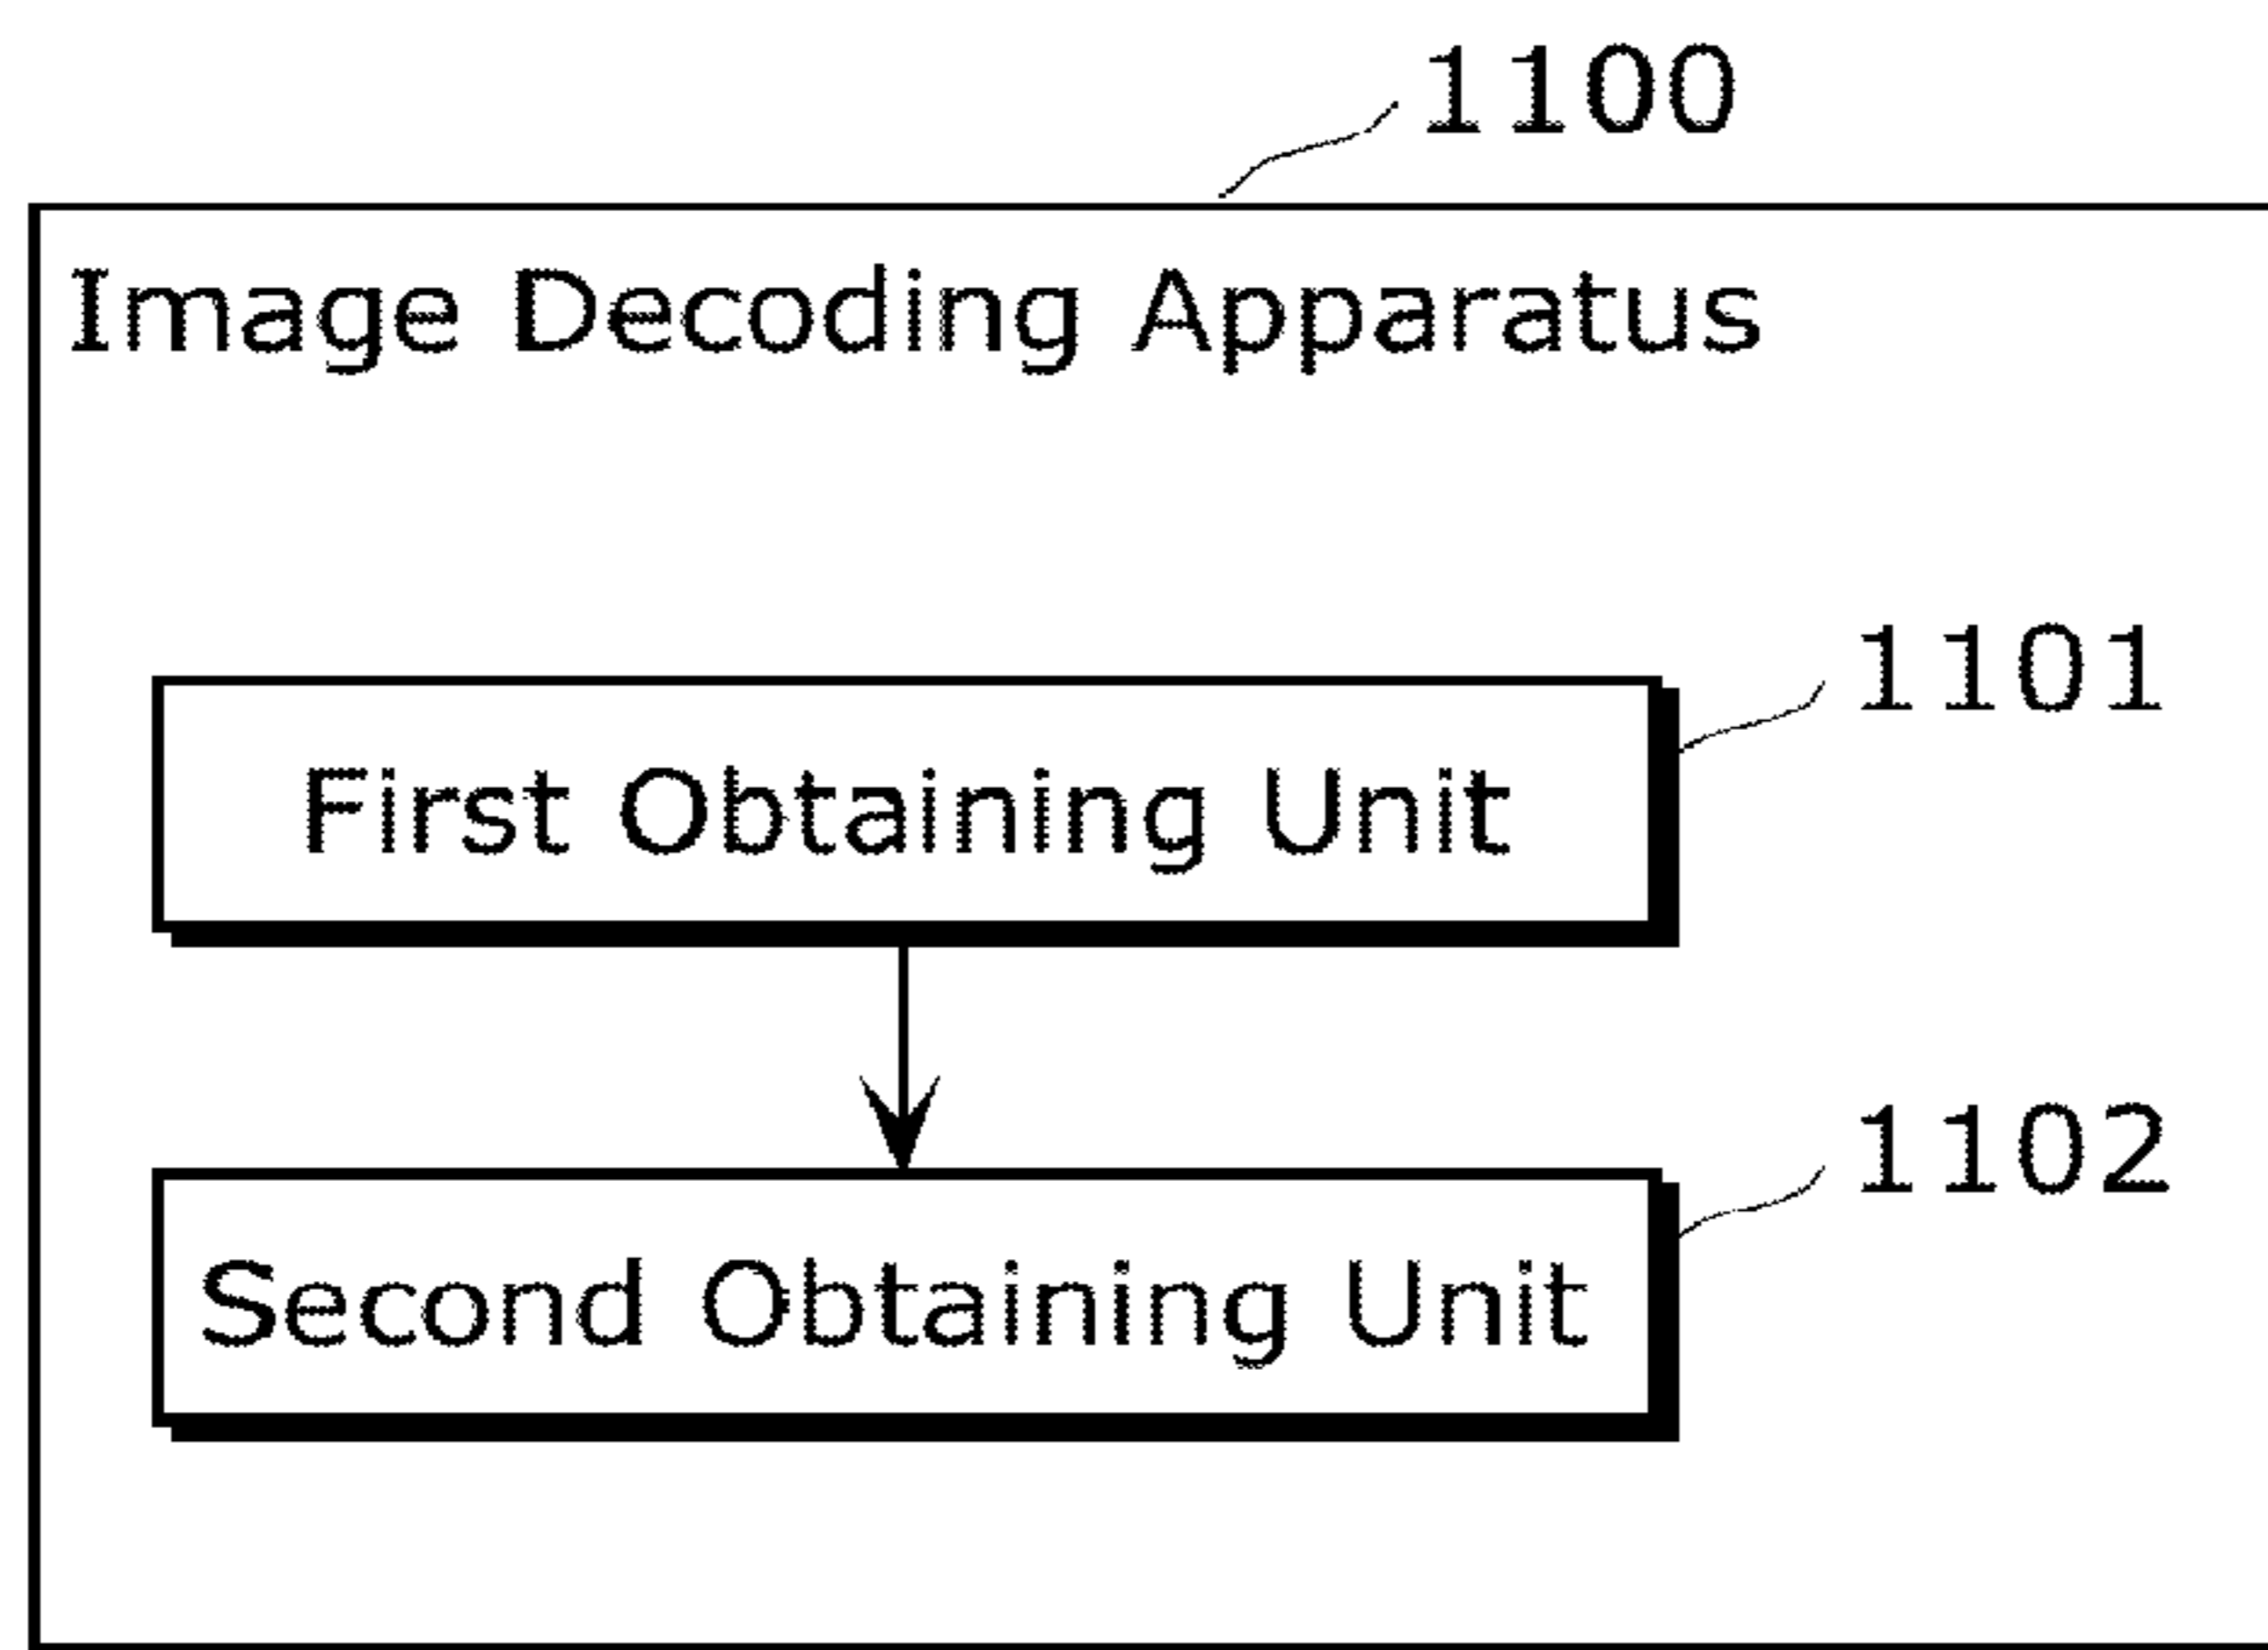 1100
Image Decoding Apparatus
1101
First Obtaining Unit
1102
Second Obtaining Unit